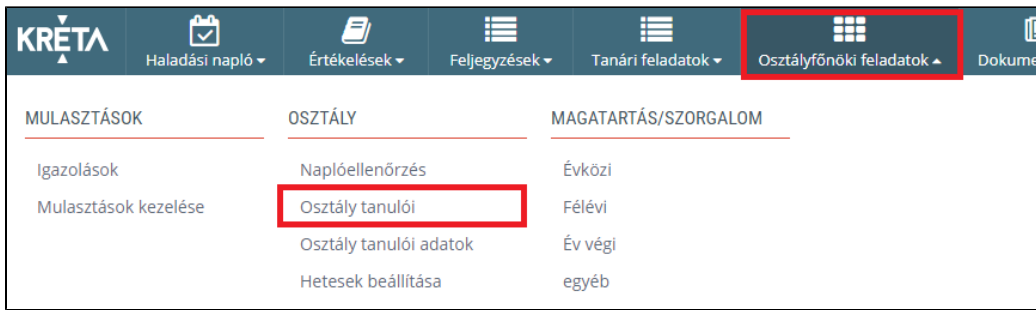 KRÉTA
Haladási napló
Értékelések
Feljegyzések
Tanári feladatok
Osztályfőnöki feladatok
Dokume
MULASZTÁSOK
Igazolások
Mulasztások kezelése
OSZTÁLY
Naplóellenőrzés
Osztály tanulói
Osztály tanulói adatok
Hetesek beállítása
MAGATARTÁS/SZORGALOM
Évközi
Félévi
Év végi
egyéb